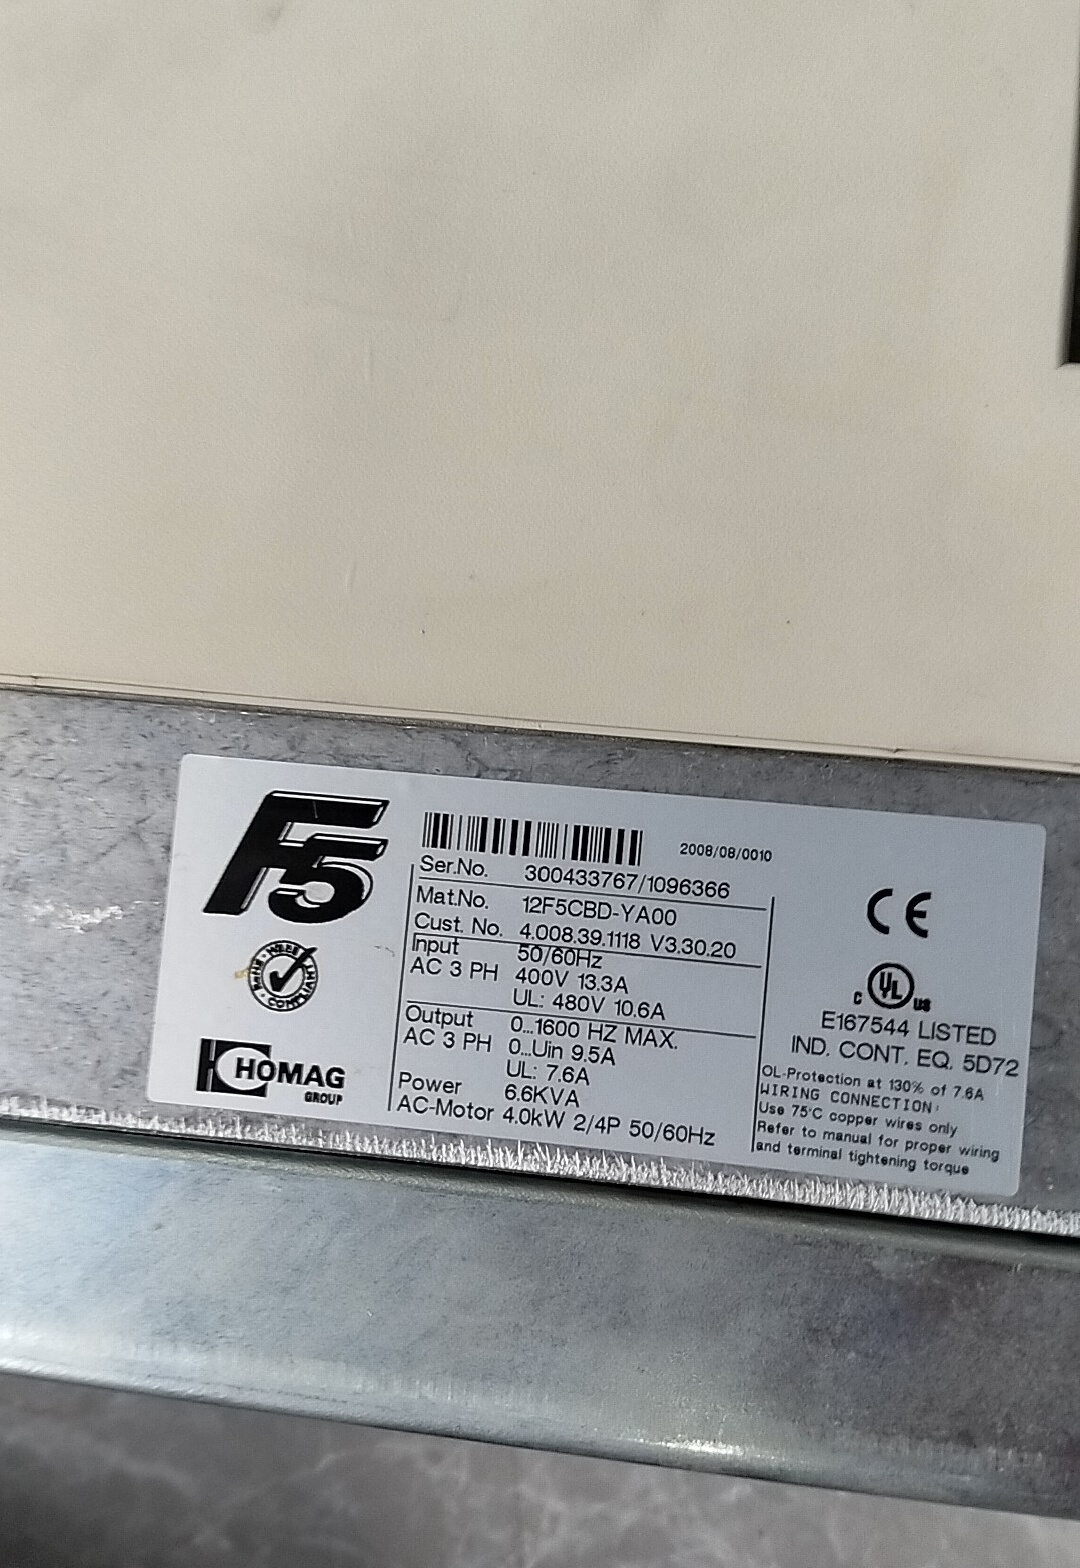 F5
2008/08/0010
Ser.No. 300433767/1096366
Mat.No. 12F5CBD-YA00
Cust. No. 4.008.39.1118 V3.30.20
Input 50/60Hz
AC 3 PH 400V 13.3A
UL: 480V 10.6A
Output 0...1600 HZ MAX.
AC 3 PH 0...Uin 9.5A
UL: 7.6A
Power 6.6KVA
AC-Motor 4.0kW 2/4P 50/60Hz
HOMAG
GROUP
CE
C UL US
E167544 LISTED
IND. CONT. EQ. 5D72
OL-Protection at 130% of 7.6A
WIRING CONNECTION:
Use 75°C copper wires only
Refer to manual for proper wiring
and terminal tightening torque